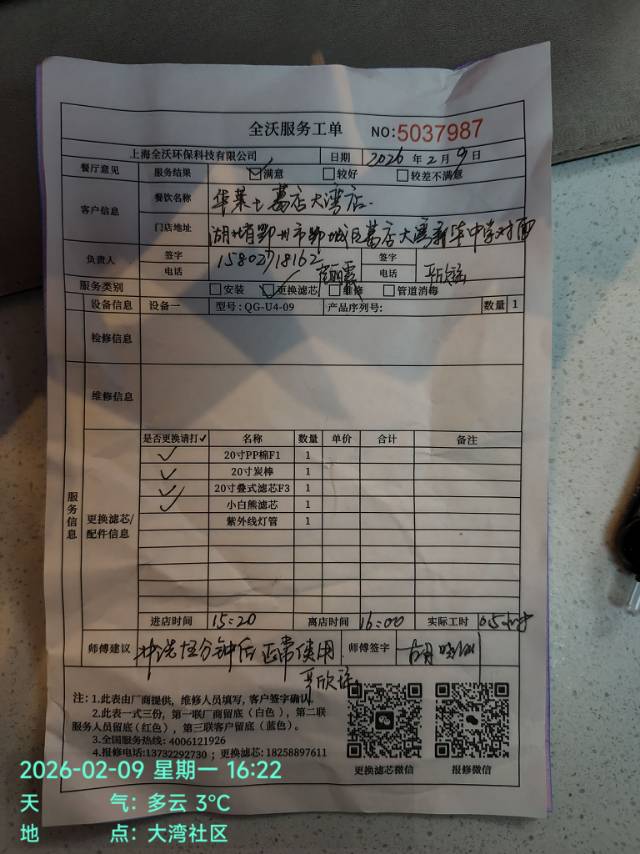 全沃服务工单 NO:5037987
上海全沃环保科技有限公司 日期 2026 年 2 月 9 日
餐厅意见 服务结果 满意 较好 较差不满意
客户信息 餐饮名称 华莱士葛店大湾店.
门店地址 湖北省鄂州市鄂城区葛店大湾新华中学对面
负责人 签字 15802718162 签字
电话 电话
服务类别 安装 更换滤芯 维修 管道消毒
设备信息 设备一 型号:QG-U4-09 产品序列号: 数量 1
检修信息
维修信息
服务信息 更换滤芯/配件信息
是否更换请打✓ 名称 数量 单价 合计 备注
✓ 20寸PP棉F1 1
✓ 20寸炭棒 1
✓ 20寸叠式滤芯F3 1
✓ 小白熊滤芯 1
紫外线灯管 1
进店时间 15:20 离店时间 16:00 实际工时
师傅建议 冲洗五分钟后正常使用 师傅签字
注:1.此表由厂商提供,维修人员填写,客户签字确认。
2.此表一式三份,第一联厂商留底(白色),第二联
服务人员留底(红色),第三联客户留底(蓝色)。
3.全国服务热线:4006121926
4.报修电话:13732292730 ;更换滤芯:18258897611
更换滤芯微信 报修微信
2026-02-09 星期一 16:22
天 气:多云 3℃
地 点:大湾社区